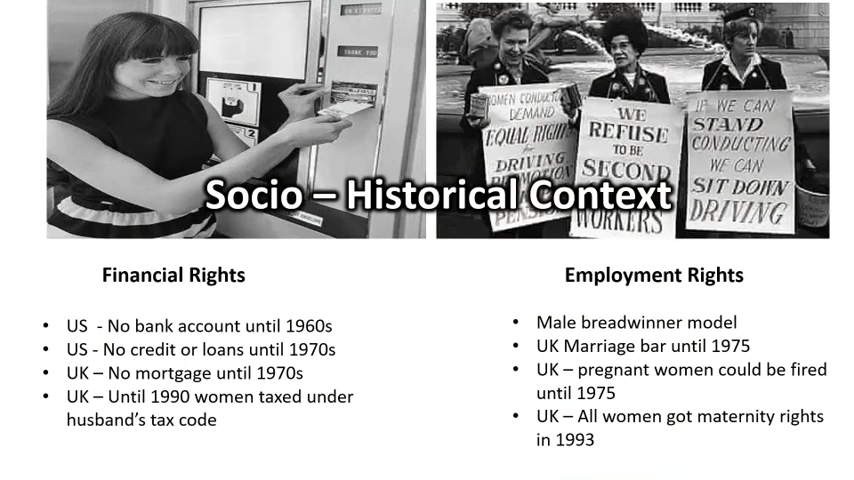 THANK YOU
1
2
WOMEN CONDUCTORS
DEMAND
EQUAL RIGHTS
for
DRIVING
WE
REFUSE
TO BE
SECOND
WORKERS
IF WE CAN
STAND
CONDUCTING
WE CAN
SIT DOWN
DRIVING
Socio – Historical Context
Financial Rights
• US - No bank account until 1960s
• US - No credit or loans until 1970s
• UK – No mortgage until 1970s
• UK – Until 1990 women taxed under
husband's tax code
Employment Rights
• Male breadwinner model
• UK Marriage bar until 1975
• UK – pregnant women could be fired
until 1975
• UK – All women got maternity rights
in 1993